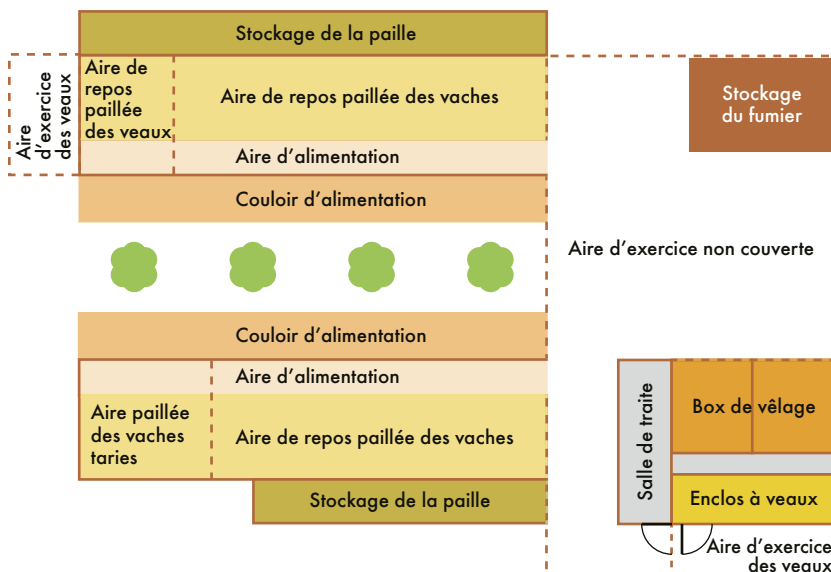 Stockage de la paille
Aire
d’exercice
des veaux
Aire de
repos
paillée
des veaux
Aire de repos paillée des vaches
Stockage
du fumier
Aire d’alimentation
Couloir d’alimentation
Aire d’exercice non couverte
Couloir d’alimentation
Aire d’alimentation
Aire paillée
des vaches
taries
Aire de repos paillée des vaches
Stockage de la paille
Salle de traite
Box de vêlage
Enclos à veaux
Aire d’exercice
des veaux